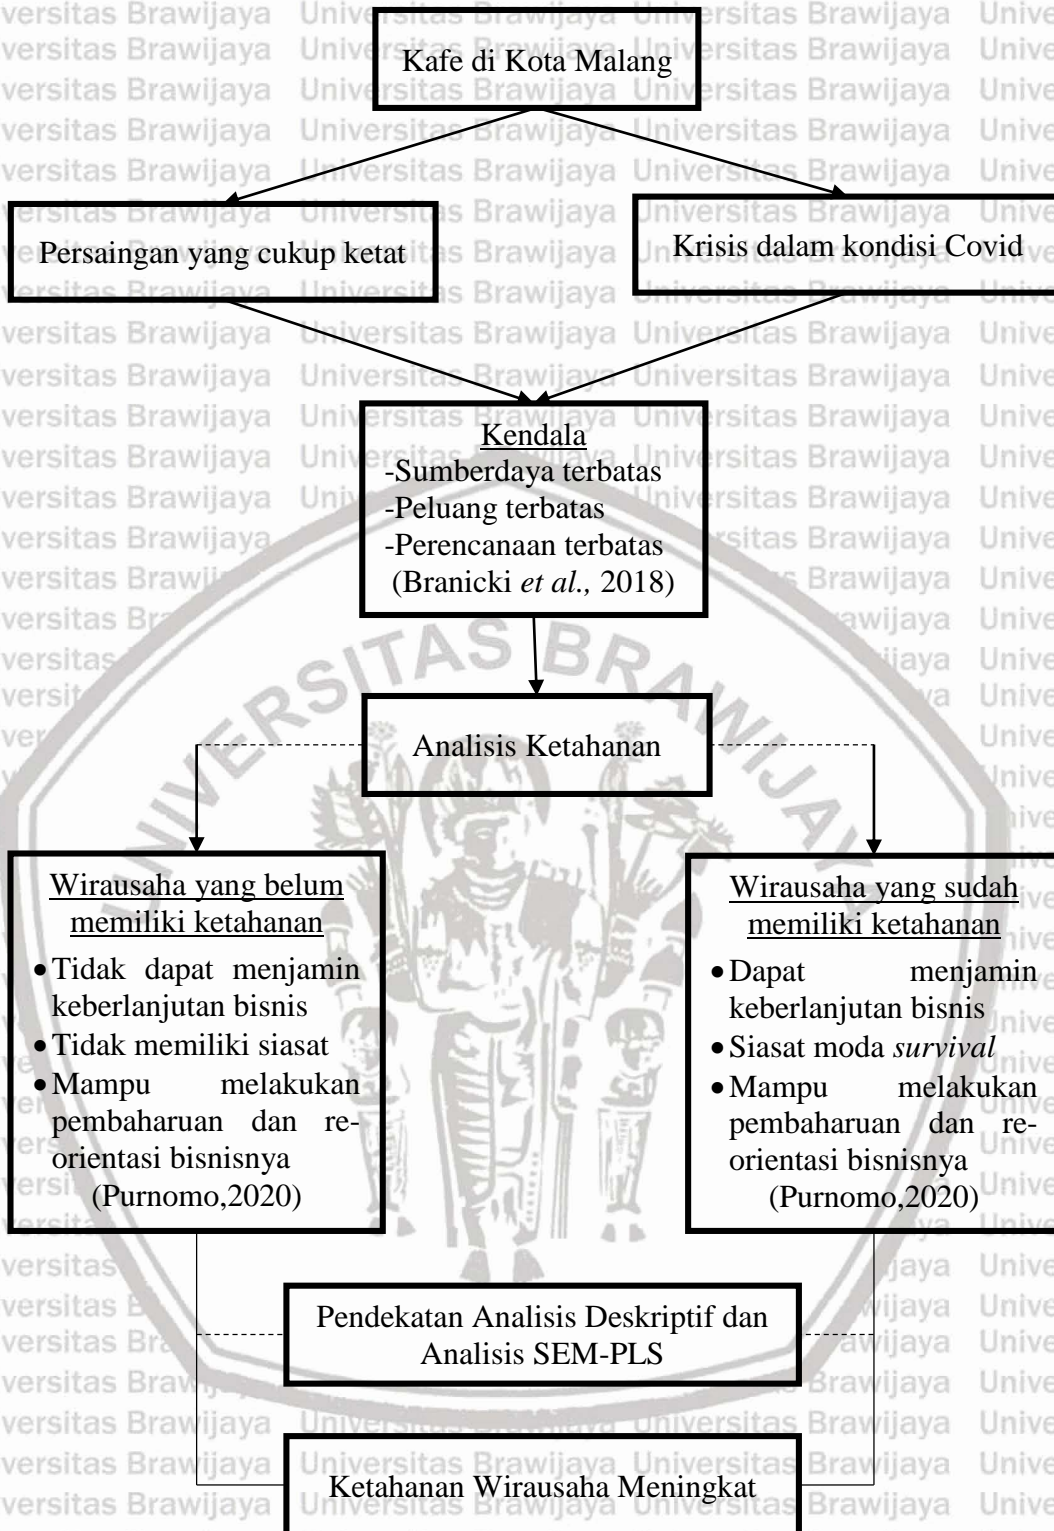 Kafe di Kota Malang
Persaingan yang cukup ketat
Krisis dalam kondisi Covid
Kendala
-Sumberdaya terbatas
-Peluang terbatas
-Perencanaan terbatas
(Branicki et al., 2018)
Analisis Ketahanan
Wirausaha yang belum
memiliki ketahanan
• Tidak dapat menjamin
keberlanjutan bisnis
• Tidak memiliki siasat
• Mampu melakukan
pembaharuan dan re-
orientasi bisnisnya
(Purnomo,2020)
Wirausaha yang sudah
memiliki ketahanan
• Dapat menjamin
keberlanjutan bisnis
• Siasat moda survival
• Mampu melakukan
pembaharuan dan re-
orientasi bisnisnya
(Purnomo,2020)
Pendekatan Analisis Deskriptif dan
Analisis SEM-PLS
Ketahanan Wirausaha Meningkat
UNIVERSITAS BRAWIJAYA